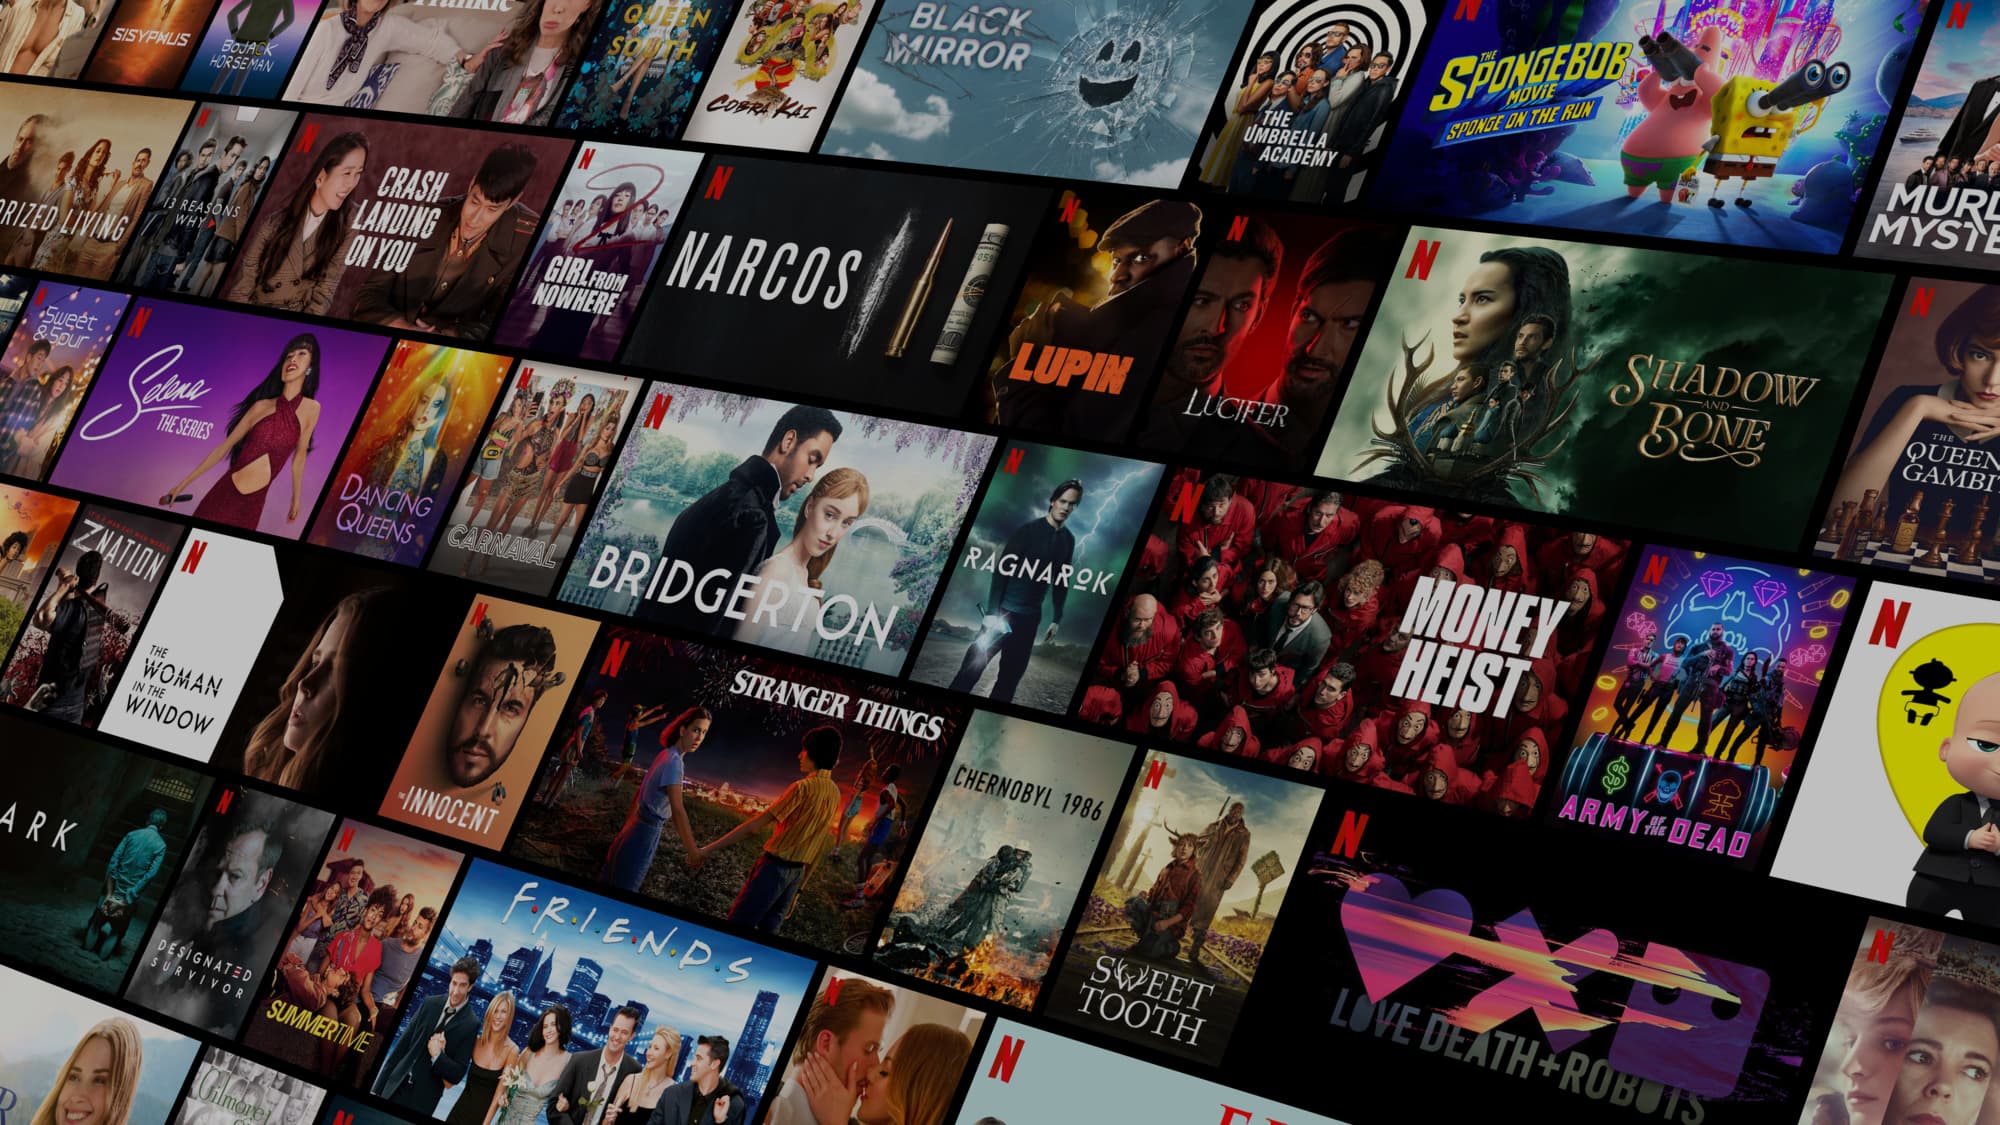 SISYPHUS
BOJACK
HORSEMAN
Frankie
QUEEN
SOUTH
COBRA KAI
BLACK
MIRROR
THE
UMBRELLA
ACADEMY
N
THE
SPONGEBOB
MOVIE
SPONGE ON THE RUN
N
MURD
MYSTE
ORIZED LIVING
N
13 REASONS
WHY
N
CRASH
LANDING
ON YOU
N
GIRL FROM
NOWHERE
N
NARCOS
N
LUPIN
N
LUCIFER
N
SHADOW
AND
BONE
N
THE
QUEEN
GAMBIT
N
Sweet
& Sour
N
Selena
THE SERIES
N
DANCING
QUEENS
N
CARNAVAL
N
BRIDGERTON
N
RAGNAROK
N
MONEY
HEIST
N
ARMY OF THE DEAD
N
Z NATION
N
THE
WOMAN
IN THE
WINDOW
N
THE INNOCENT
N
STRANGER THINGS
CHERNOBYL 1986
N
SWEET
TOOTH
N
LOVE DEATH + ROBOTS
N
ARK
N
DESIGNATED
SURVIVOR
N
SUMMERTIME
F·R·I·E·N·D·S
N
N
R
Gilmore
N